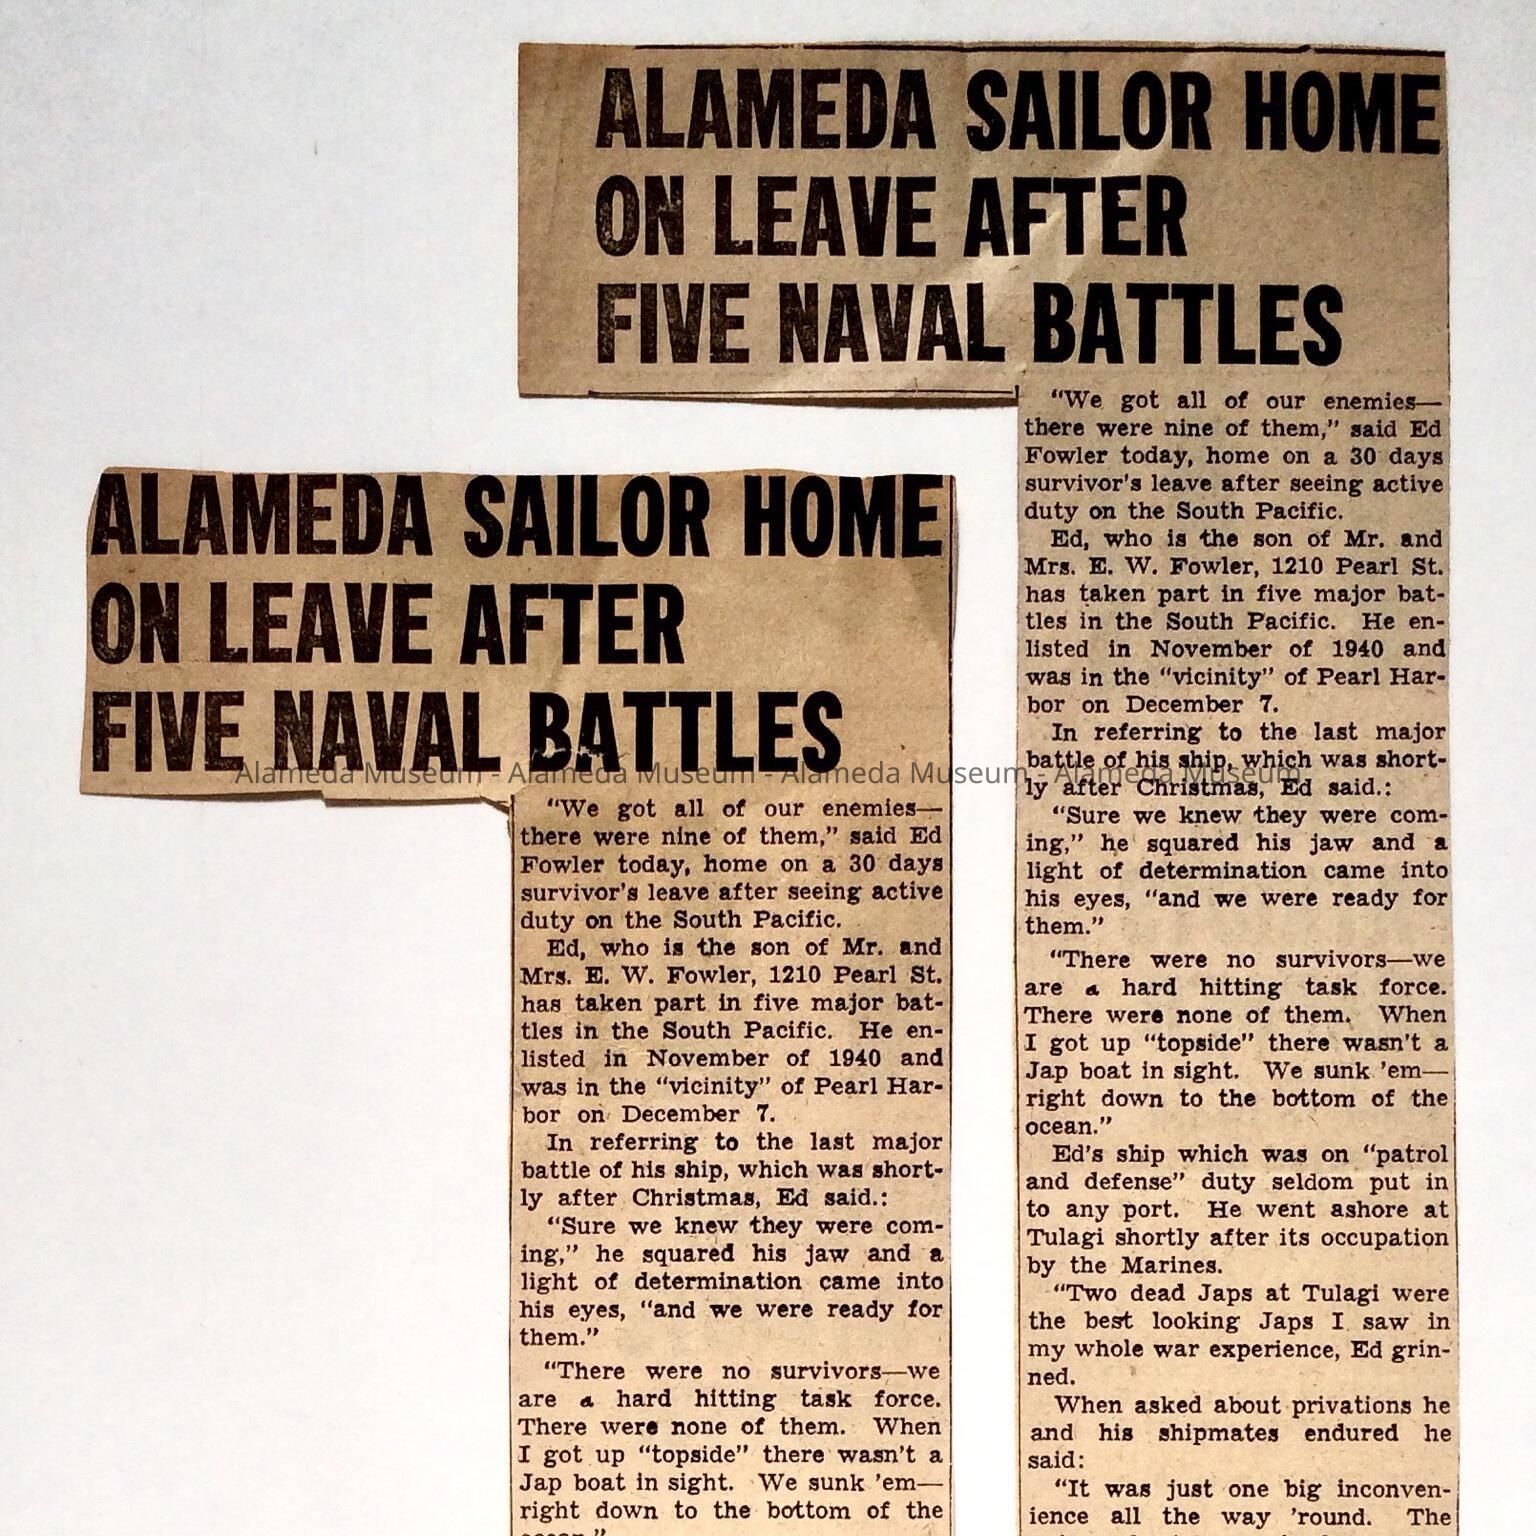 ALAMEDA SAILOR HOME
ON LEAVE AFTER
FIVE NAVAL BATTLES
"We got all of our enemies—
there were nine of them," said Ed
Fowler today, home on a 30 days
survivor's leave after seeing active
duty on the South Pacific.
Ed, who is the son of Mr. and
Mrs. E. W. Fowler, 1210 Pearl St.
has taken part in five major bat-
tles in the South Pacific. He en-
listed in November of 1940 and
was in the "vicinity" of Pearl Har-
bor on December 7.
In referring to the last major
battle of his ship, which was short-
ly after Christmas, Ed said.:
"Sure we knew they were com-
ing," he squared his jaw and a
light of determination came into
his eyes, "and we were ready for
them."
"There were no survivors—we
are a hard hitting task force.
There were none of them. When
I got up "topside" there wasn't a
Jap boat in sight. We sunk 'em—
right down to the bottom of the
ALAMEDA SAILOR HOME
ON LEAVE AFTER
FIVE NAVAL BATTLES
"We got all of our enemies—
there were nine of them," said Ed
Fowler today, home on a 30 days
survivor's leave after seeing active
duty on the South Pacific.
Ed, who is the son of Mr. and
Mrs. E. W. Fowler, 1210 Pearl St.
has taken part in five major bat-
tles in the South Pacific. He en-
listed in November of 1940 and
was in the "vicinity" of Pearl Har-
bor on December 7.
In referring to the last major
battle of his ship, which was short-
ly after Christmas, Ed said.:
"Sure we knew they were com-
ing," he squared his jaw and a
light of determination came into
his eyes, "and we were ready for
them."
"There were no survivors—we
are a hard hitting task force.
There were none of them. When
I got up "topside" there wasn't a
Jap boat in sight. We sunk 'em—
right down to the bottom of the
ocean."
Ed's ship which was on "patrol
and defense" duty seldom put in
to any port. He went ashore at
Tulagi shortly after its occupation
by the Marines.
"Two dead Japs at Tulagi were
the best looking Japs I saw in
my whole war experience, Ed grin-
ned.
When asked about privations he
and his shipmates endured he
said:
"It was just one big inconven-
ience all the way 'round. The
Alameda Museum - Alameda Museum - Alameda Museum - Alameda Museum